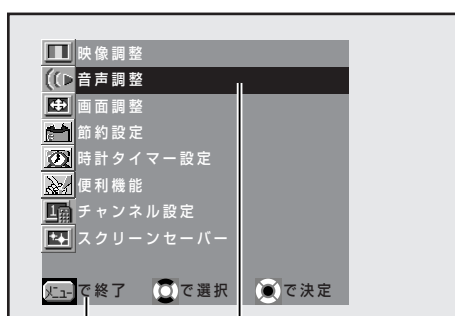 映像調整
音声調整
画面調整
節約設定
時計タイマー設定
便利機能
チャンネル設定
スクリーンセーバー
メニューで終了 で選択 で決定